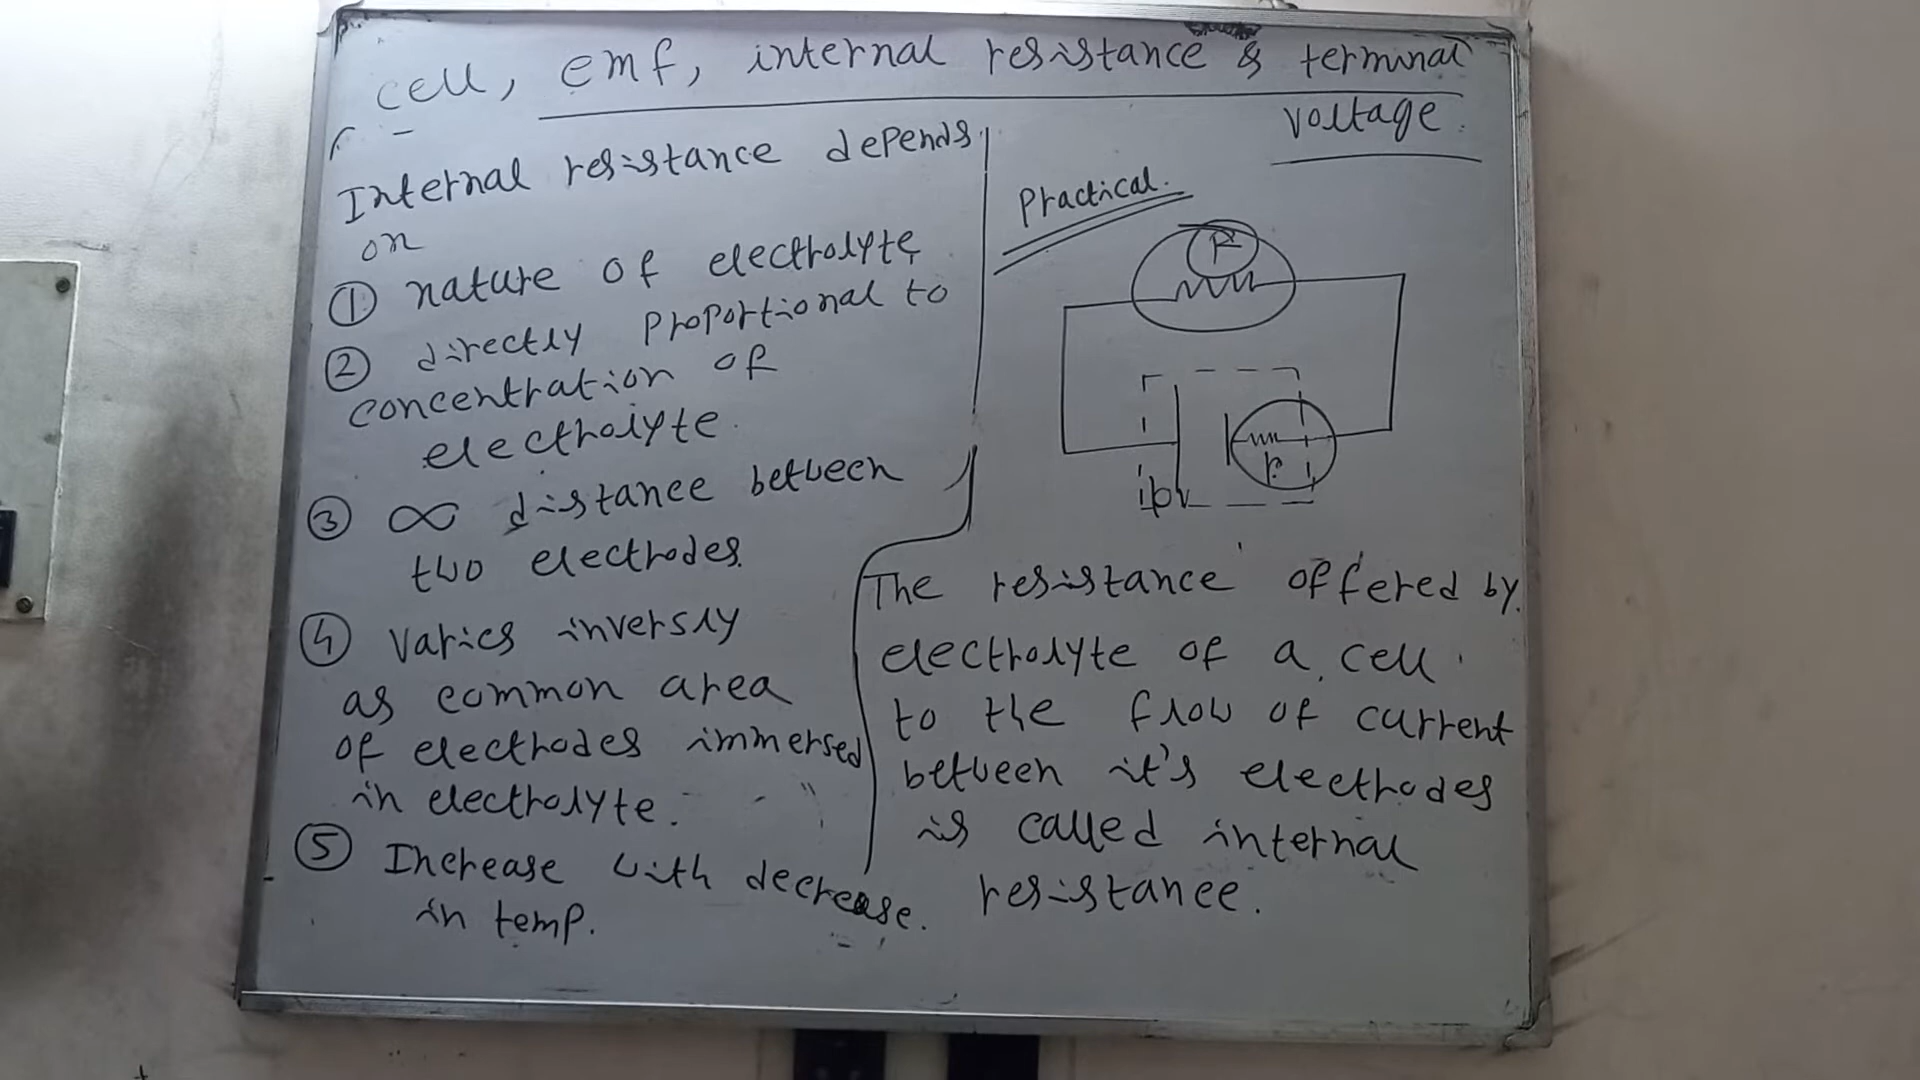 cell, emf, internal resistance & terminal
voltage.
Internal resistance depends
on
① nature of electrolyte
② directly proportional to
concentration of
electrolyte.
③ ∞ distance between
two electrodes.
④ varies inversly
as common area
of electrodes immersed
in electrolyte.
⑤ Increase with decrease.
in temp.
Practical.
R
10V
r
The resistance offered by.
electrolyte of a cell
to the flow of current
between it's electrodes
is called internal
resistance.